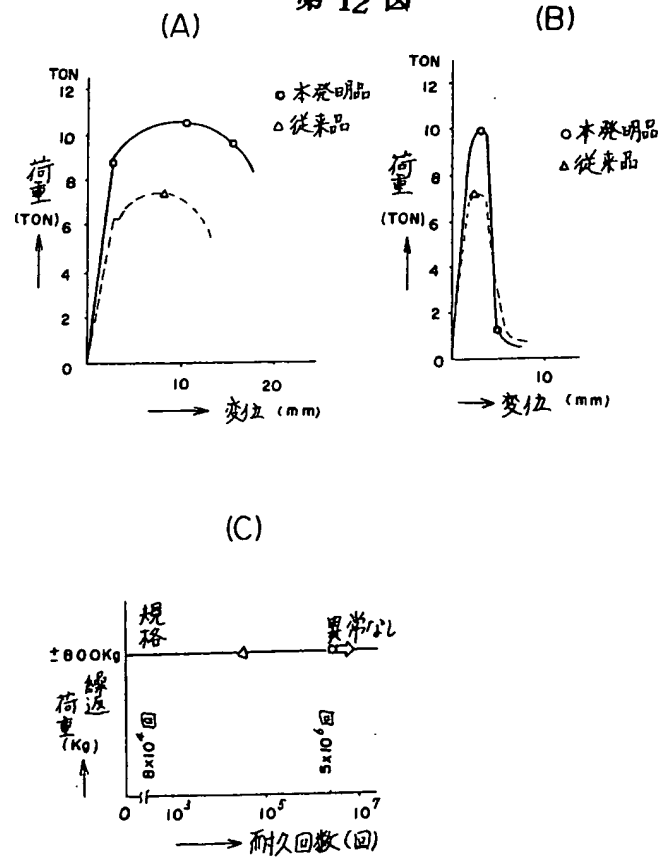 第 12 図
(A)
TON
12
10
8
6
4
2
0
荷重
(TON)
○ 本発明品
△ 従来品
10
20
変位 (mm)
(B)
TON
12
10
8
6
4
2
0
荷重
(TON)
○ 本発明品
△ 従来品
10
変位 (mm)
(C)
規格
異常なし
±800Kg
繰返
荷重
(Kg)
8×10⁴回
5×10⁶回
0
10³
10⁵
10⁷
耐久回数(回)